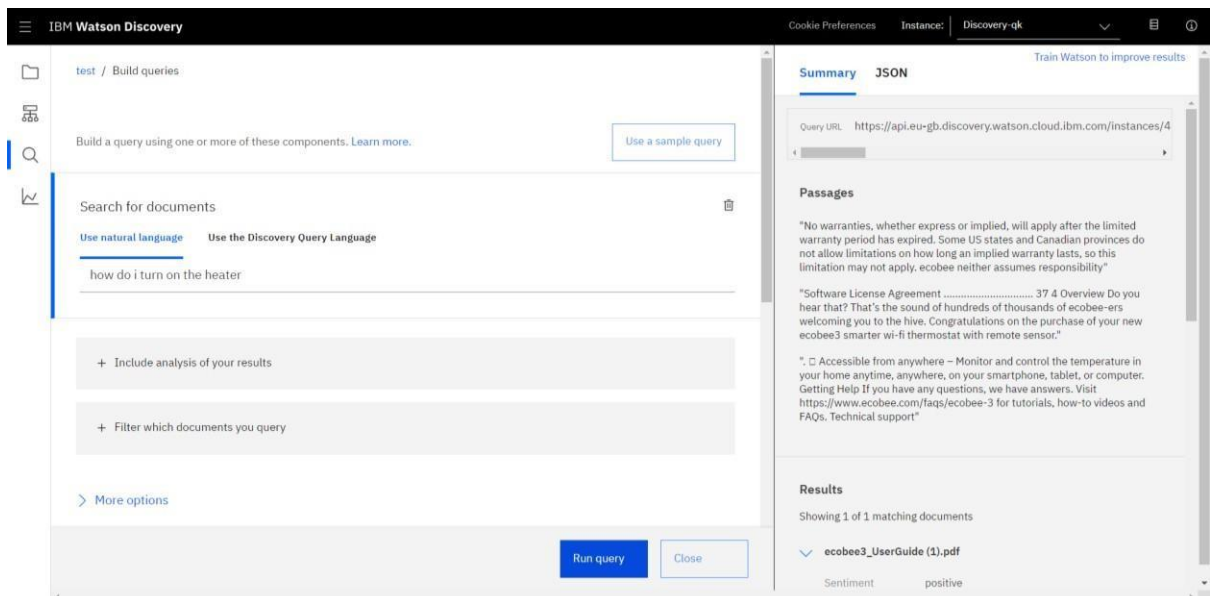 IBM Watson Discovery
Cookie Preferences
Instance:
Discovery-qk
test / Build queries
Build a query using one or more of these components. Learn more.
Use a sample query
Search for documents
Use natural language
Use the Discovery Query Language
how do i turn on the heater
+ Include analysis of your results
+ Filter which documents you query
More options
Run query
Close
Train Watson to improve results
Summary
JSON
Query URL https://api.eu-gb.discovery.watson.cloud.ibm.com/instances/4
Passages
"No warranties, whether express or implied, will apply after the limited
warranty period has expired. Some US states and Canadian provinces do
not allow limitations on how long an implied warranty lasts, so this
limitation may not apply. ecobee neither assumes responsibility"
"Software License Agreement ............................... 37 4 Overview Do you
hear that? That's the sound of hundreds of thousands of ecobee-ers
welcoming you to the hive. Congratulations on the purchase of your new
ecobee3 smarter wi-fi thermostat with remote sensor."
". □ Accessible from anywhere – Monitor and control the temperature in
your home anytime, anywhere, on your smartphone, tablet, or computer.
Getting Help If you have any questions, we have answers. Visit
https://www.ecobee.com/faqs/ecobee-3 for tutorials, how-to videos and
FAQs. Technical support"
Results
Showing 1 of 1 matching documents
ecobee3_UserGuide (1).pdf
Sentiment positive